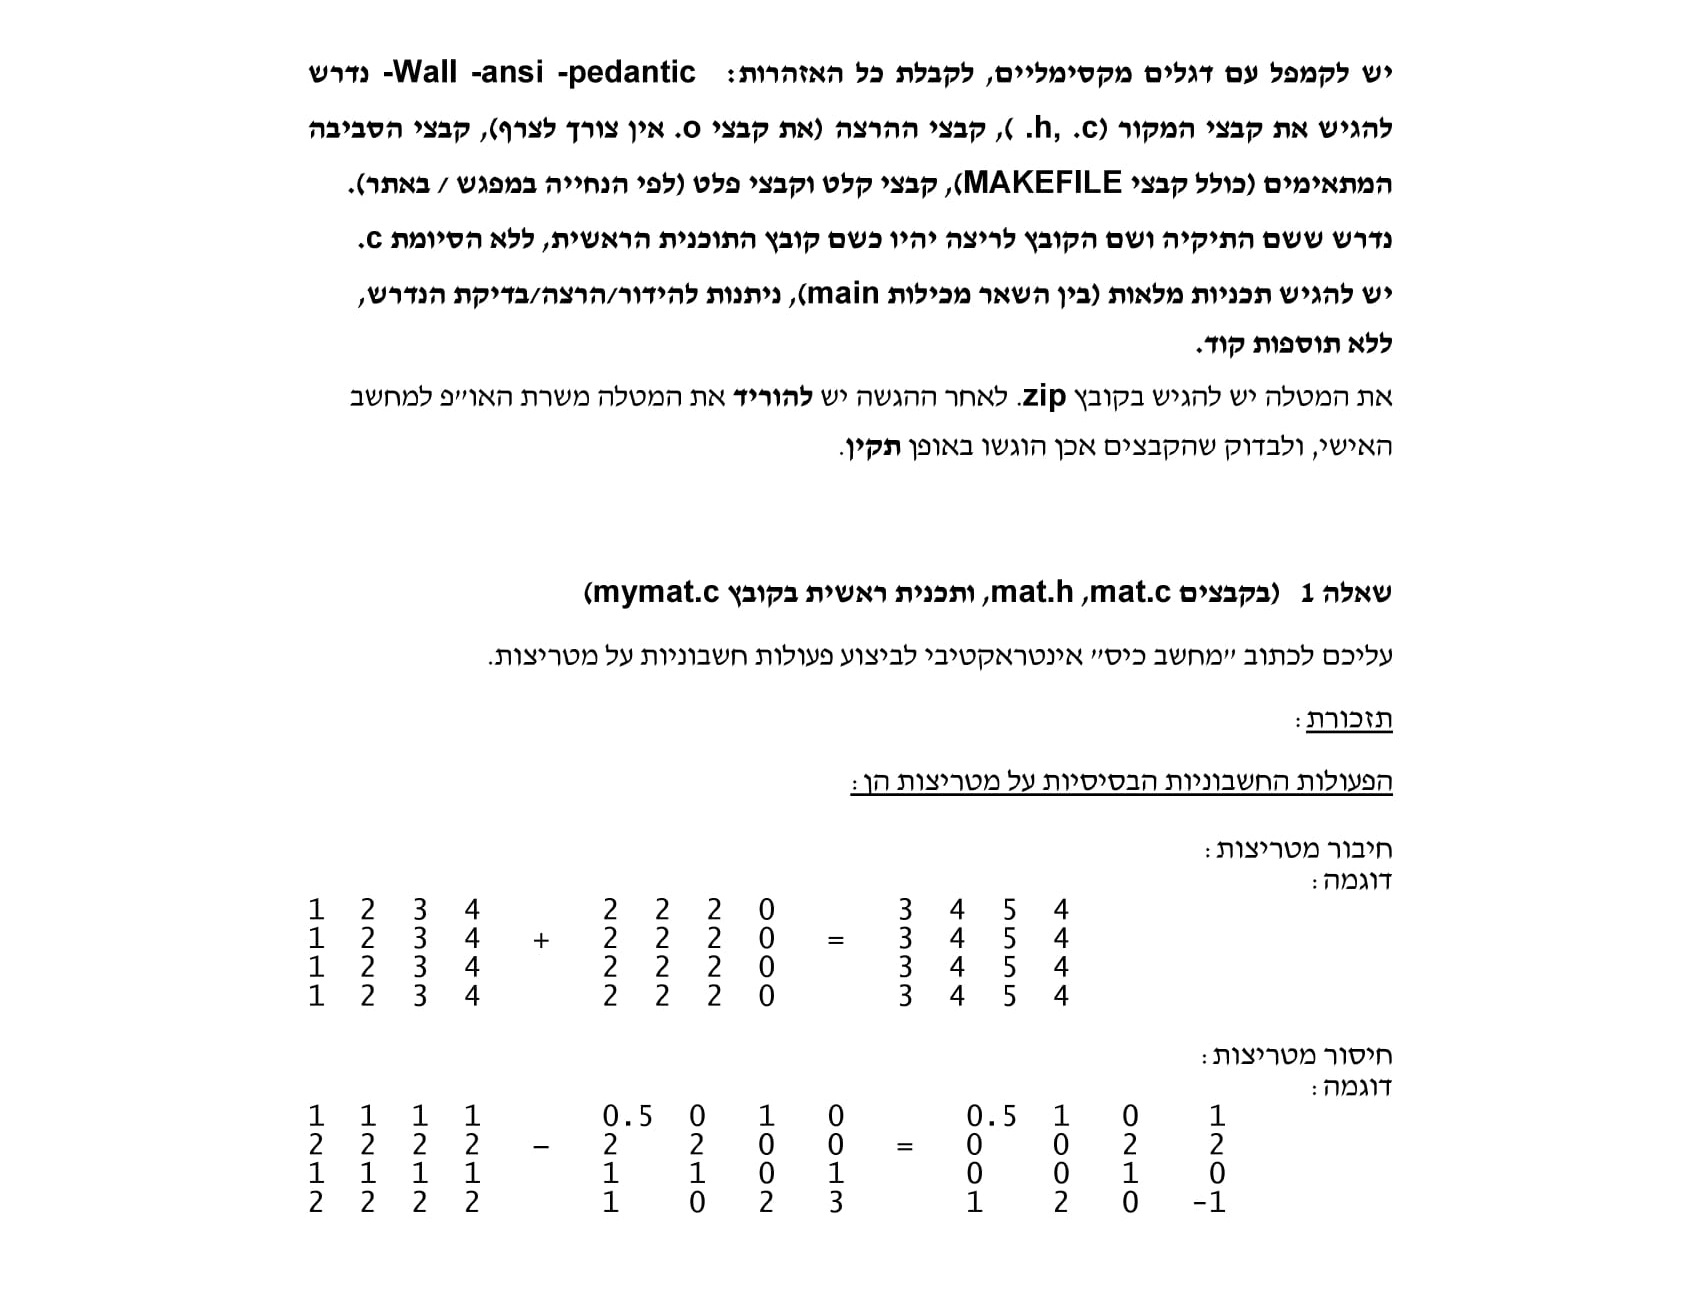 יש לקמפל עם דגלים מקסימליים, לקבלת כל האזהרות: -Wall -ansi -pedantic נדרש
להגיש את קבצי המקור (c. ,h. ), קבצי ההרצה (את קבצי o. אין צורך לצרף), קבצי הסביבה
המתאימים (כולל קבצי MAKEFILE), קבצי קלט וקבצי פלט (לפי הנחייה במפגש / באתר).
נדרש ששם התיקיה ושם הקובץ לריצה יהיו כשם קובץ התוכנית הראשית, ללא הסיומת c.
יש להגיש תכניות מלאות (בין השאר מכילות main), ניתנות להידור/הרצה/בדיקת הנדרש,
ללא תוספות קוד.
את המטלה יש להגיש בקובץ zip. לאחר ההגשה יש להוריד את המטלה משרת האו״פ למחשב
האישי, ולבדוק שהקבצים אכן הוגשו באופן תקין.
שאלה 1 (בקבצים mat.h ,mat.c, ותכנית ראשית בקובץ mymat.c)
עליכם לכתוב ״מחשב כיס״ אינטראקטיבי לביצוע פעולות חשבוניות על מטריצות.
תזכורת:
הפעולות החשבוניות הבסיסיות על מטריצות הן:
חיבור מטריצות:
דוגמה:
1 2 3 4 2 2 2 0 3 4 5 4
1 2 3 4 + 2 2 2 0 = 3 4 5 4
1 2 3 4 2 2 2 0 3 4 5 4
1 2 3 4 2 2 2 0 3 4 5 4
חיסור מטריצות:
דוגמה:
1 1 1 1 0.5 0 1 0 0.5 1 0 1
2 2 2 2 – 2 2 0 0 = 0 0 2 2
1 1 1 1 1 1 0 1 0 0 1 0
2 2 2 2 1 0 2 3 1 2 0 –1